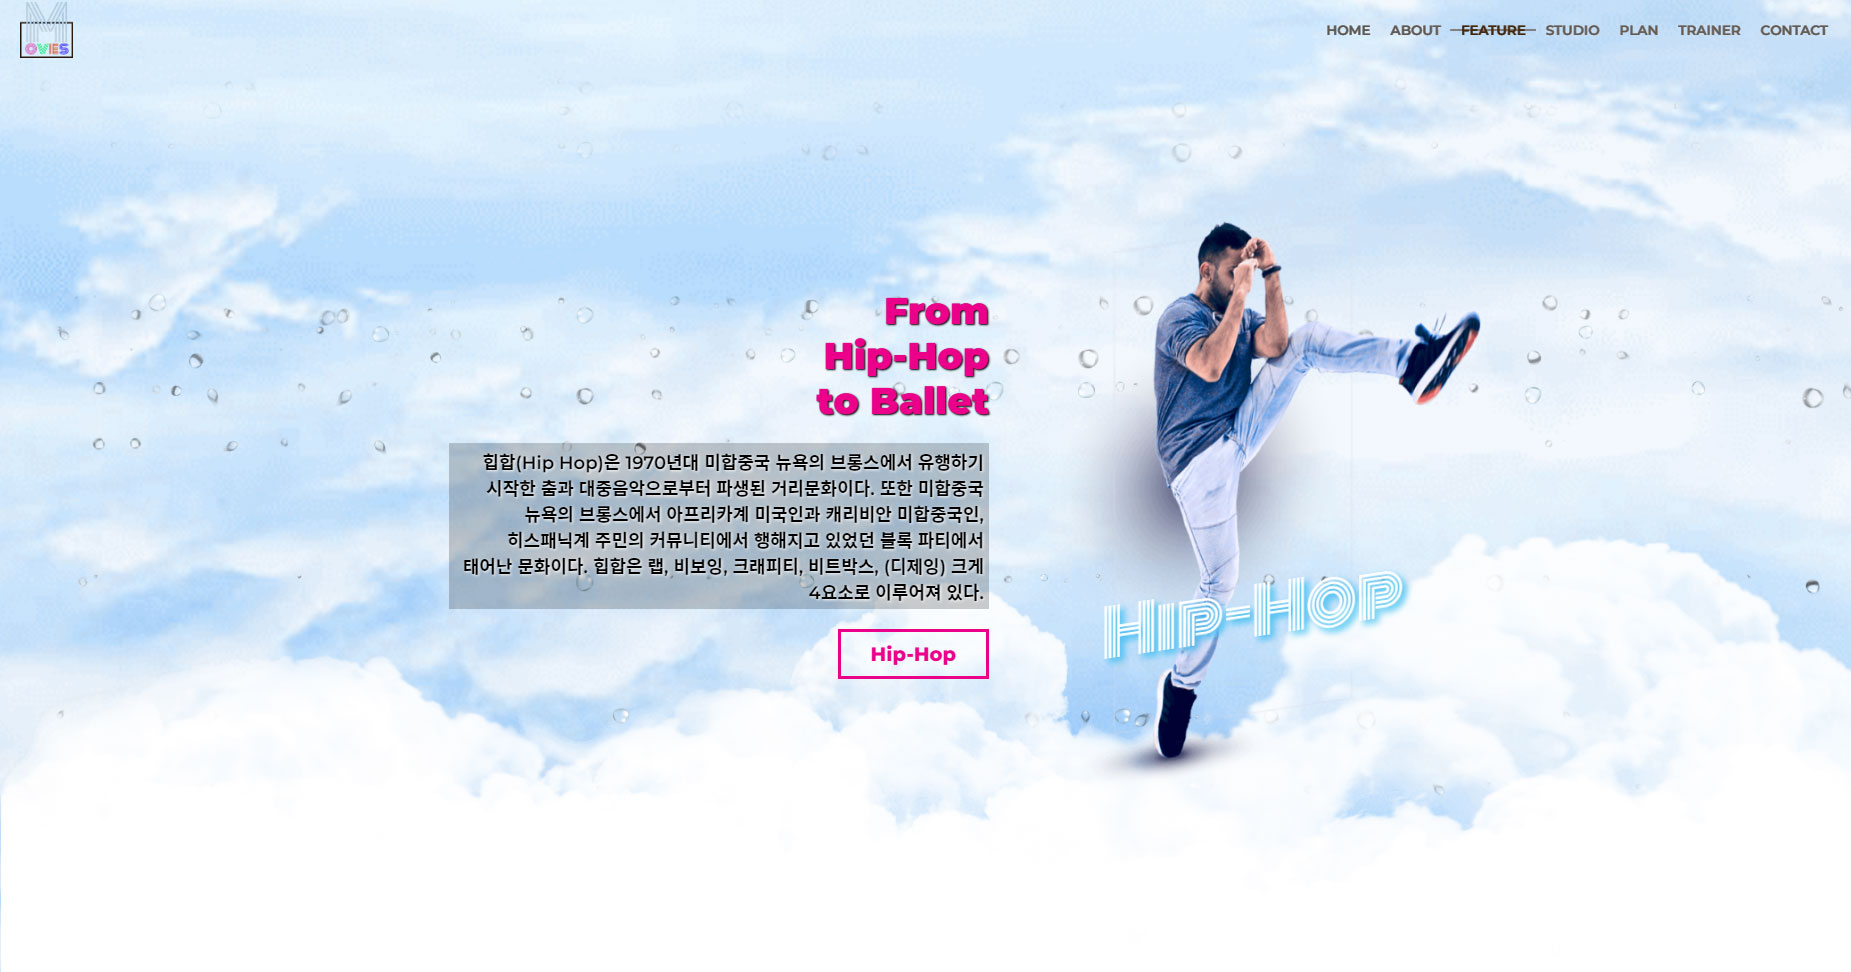 M
OVIES
HOME ABOUT FEATURE STUDIO PLAN TRAINER CONTACT
From
Hip-Hop
to Ballet
힙합(Hip Hop)은 1970년대 미합중국 뉴욕의 브롱스에서 유행하기
시작한 춤과 대중음악으로부터 파생된 거리문화이다. 또한 미합중국
뉴욕의 브롱스에서 아프리카계 미국인과 캐리비안 미합중국인,
히스패닉계 주민의 커뮤니티에서 행해지고 있었던 블록 파티에서
태어난 문화이다. 힙합은 랩, 비보잉, 크래피티, 비트박스, (디제잉) 크게
4요소로 이루어져 있다.
Hip-Hop
HIP-HOP